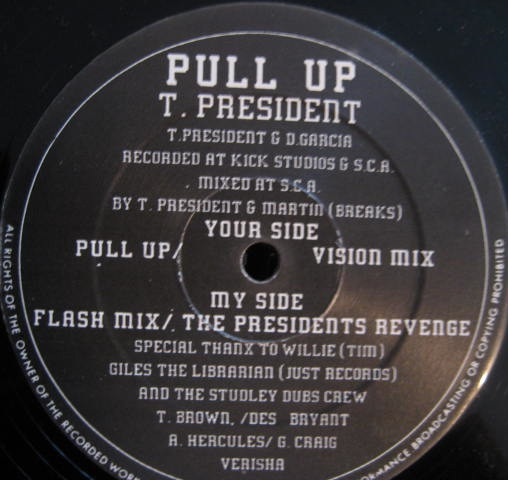 PULL UP
T. PRESIDENT
T.PRESIDENT & D.GARCIA
RECORDED AT KICK STUDIOS & S.C.A.
MIXED AT S.C.A.
BY T. PRESIDENT & MARTIN (BREAKS)
YOUR SIDE
PULL UP/ VISION MIX
MY SIDE
FLASH MIX/ THE PRESIDENTS REVENGE
SPECIAL THANX TO WILLIE (TIM)
GILES THE LIBRARIAN (JUST RECORDS)
AND THE STUDLEY DUBS CREW
T. BROWN, /DES BRYANT
A. HERCULES/ G. CRAIG
VERISHA
ALL RIGHTS OF THE OWNER OF THE RECORDED
BROADCASTING OR COPYING PROHIBITED